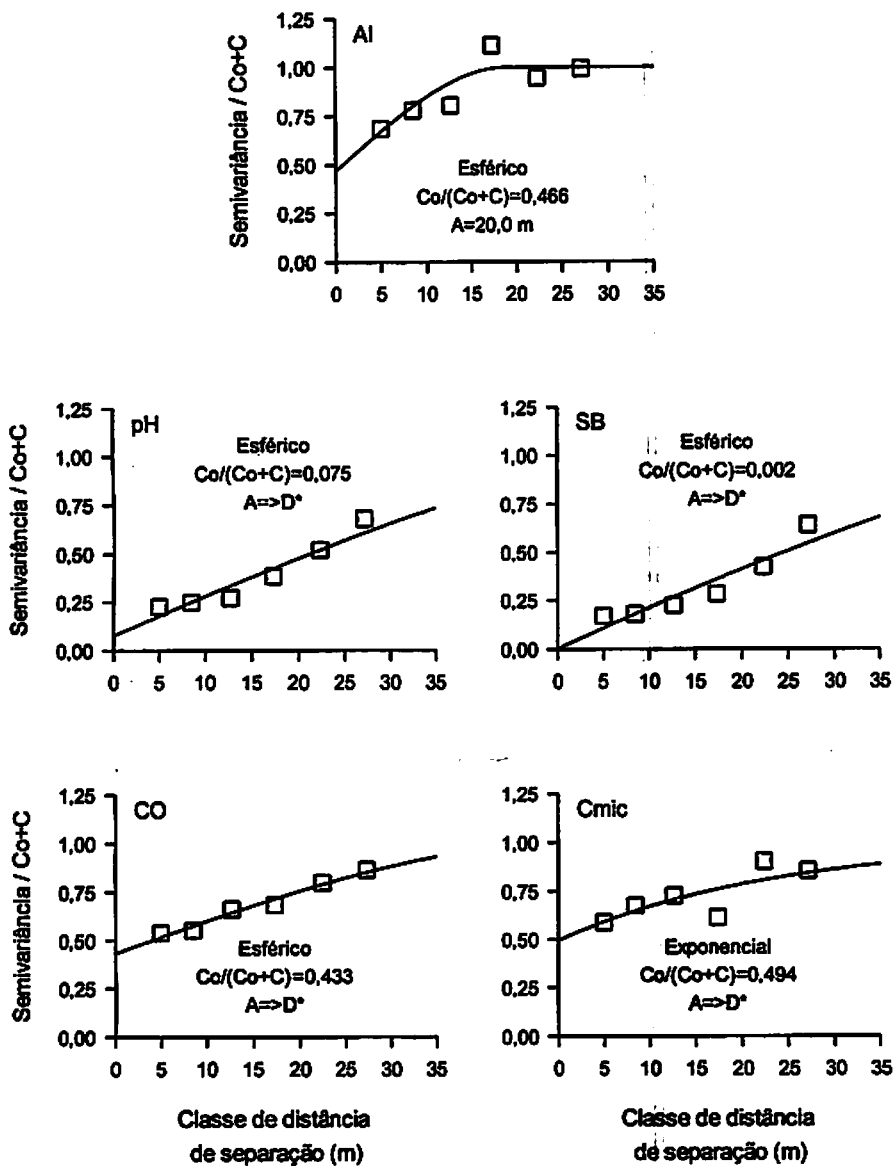 Al
Semivariância / Co+C
1,25
1,00
0,75
0,50
0,25
0,00
Esférico
Co/(Co+C)=0,466
A=20,0 m
0 5 10 15 20 25 30 35
pH
Semivariância / Co+C
1,25
1,00
0,75
0,50
0,25
0,00
Esférico
Co/(Co+C)=0,075
A=>D*
0 5 10 15 20 25 30 35
SB
1,25
1,00
0,75
0,50
0,25
0,00
Esférico
Co/(Co+C)=0,002
A=>D*
0 5 10 15 20 25 30 35
CO
Semivariância / Co+C
1,25
1,00
0,75
0,50
0,25
0,00
Esférico
Co/(Co+C)=0,433
A=>D*
0 5 10 15 20 25 30 35
Classe de distância
de separação (m)
Cmic
1,25
1,00
0,75
0,50
0,25
0,00
Exponencial
Co/(Co+C)=0,494
A=>D*
0 5 10 15 20 25 30 35
Classe de distância
de separação (m)